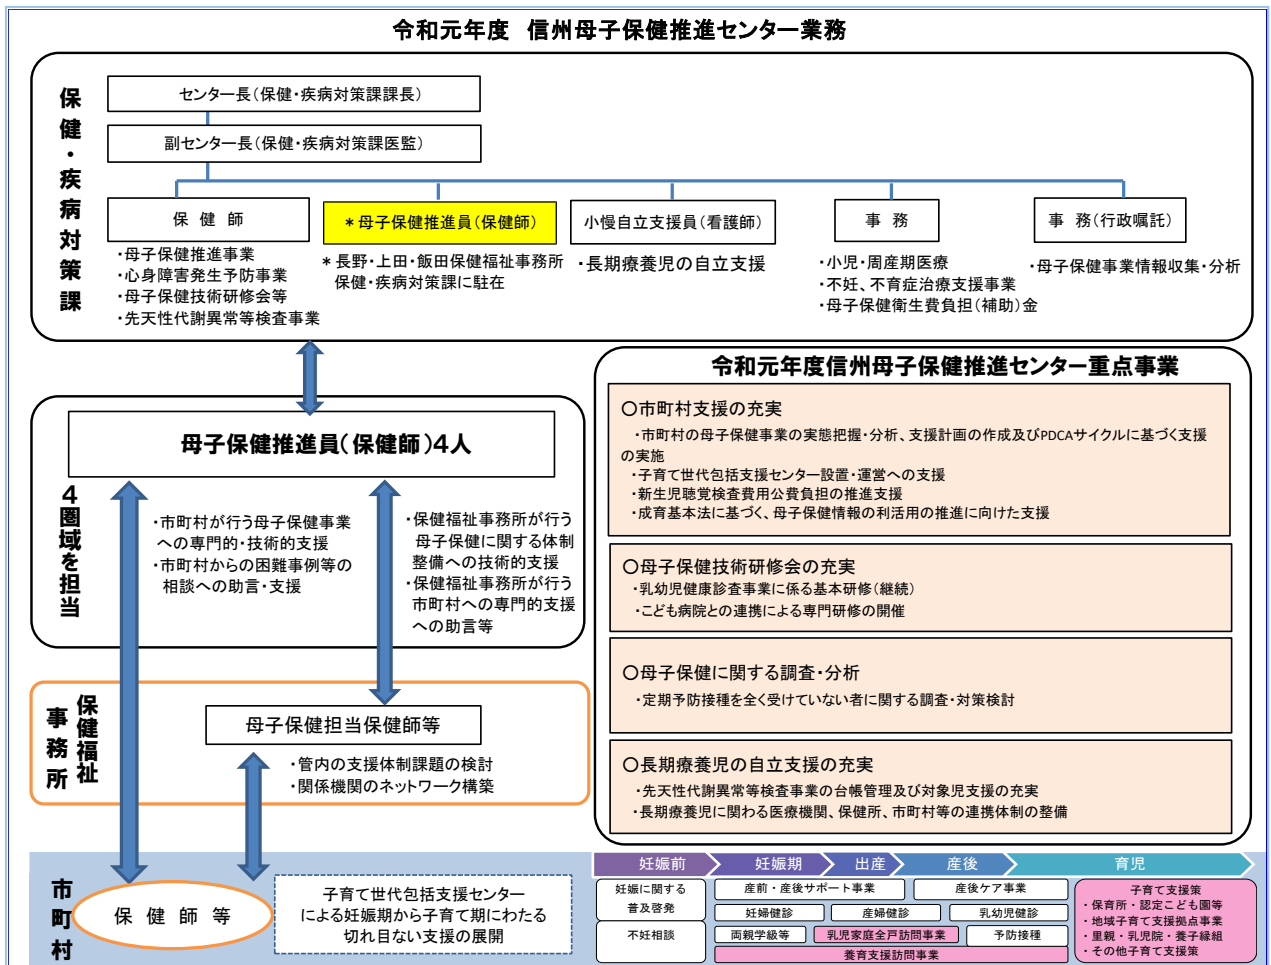 令和元年度 信州母子保健推進センター業務
保健・疾病対策課
センター長(保健・疾病対策課課長)
副センター長(保健・疾病対策課医監)
保 健 師
・母子保健推進事業
・心身障害発生予防事業
・母子保健技術研修会等
・先天性代謝異常等検査事業
＊母子保健推進員(保健師)
＊長野・上田・飯田保健福祉事務所
保健・疾病対策課に駐在
小慢自立支援員(看護師)
・長期療養児の自立支援
事 務
・小児・周産期医療
・不妊、不育症治療支援事業
・母子保健衛生費負担(補助)金
事 務(行政嘱託)
・母子保健事業情報収集・分析
4圏域を担当
母子保健推進員(保健師)4人
・市町村が行う母子保健事業
への専門的・技術的支援
・市町村からの困難事例等の
相談への助言・支援
・保健福祉事務所が行う
母子保健に関する体制
整備への技術的支援
・保健福祉事務所が行う
市町村への専門的支援
への助言等
保健福祉
事務所
母子保健担当保健師等
・管内の支援体制課題の検討
・関係機関のネットワーク構築
令和元年度信州母子保健推進センター重点事業
○市町村支援の充実
・市町村の母子保健事業の実態把握・分析、支援計画の作成及びPDCAサイクルに基づく支援
の実施
・子育て世代包括支援センター設置・運営への支援
・新生児聴覚検査費用公費負担の推進支援
・成育基本法に基づく、母子保健情報の利活用の推進に向けた支援
○母子保健技術研修会の充実
・乳幼児健康診査事業に係る基本研修(継続)
・こども病院との連携による専門研修の開催
○母子保健に関する調査・分析
・定期予防接種を全く受けていない者に関する調査・対策検討
○長期療養児の自立支援の充実
・先天性代謝異常等検査事業の台帳管理及び対象児支援の充実
・長期療養児に関わる医療機関、保健所、市町村等の連携体制の整備
市町村
保 健 師 等
子育て世代包括支援センター
による妊娠期から子育て期にわたる
切れ目ない支援の展開
妊娠前
妊娠期
出産
産後
育児
妊娠に関する
普及啓発
不妊相談
産前・産後サポート事業
産後ケア事業
妊婦健診
産婦健診
乳幼児健診
両親学級等
乳児家庭全戸訪問事業
予防接種
養育支援訪問事業
子育て支援策
・保育所・認定こども園等
・地域子育て支援拠点事業
・里親・乳児院・養子縁組
・その他子育て支援策